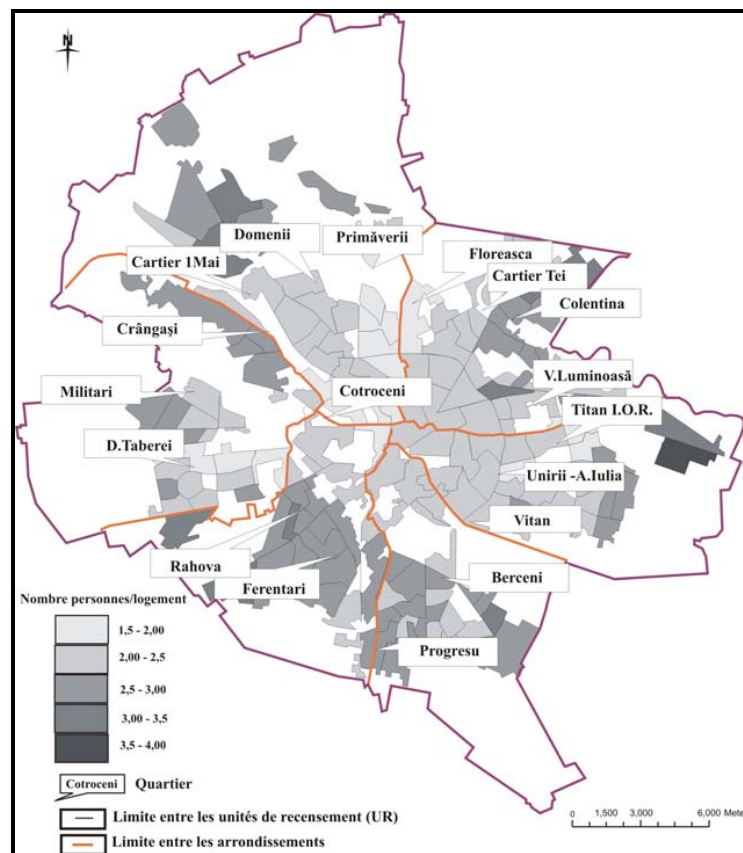 N
Domenii
Primăverii
Floreasca
Cartier 1Mai
Cartier Tei
Colentina
Crângași
V.Luminoasă
Militari
Cotroceni
Titan I.O.R.
D.Taberei
Unirii -A.Iulia
Vitan
Rahova
Berceni
Ferentari
Progresu
Nombre personnes/logement
1,5 - 2,00
2,00 - 2,5
2,5 - 3,00
3,00 - 3,5
3,5 - 4,00
Cotroceni Quartier
Limite entre les unités de recensement (UR)
Limite entre les arrondissements
0 1,500 3,000 6,000 Mete